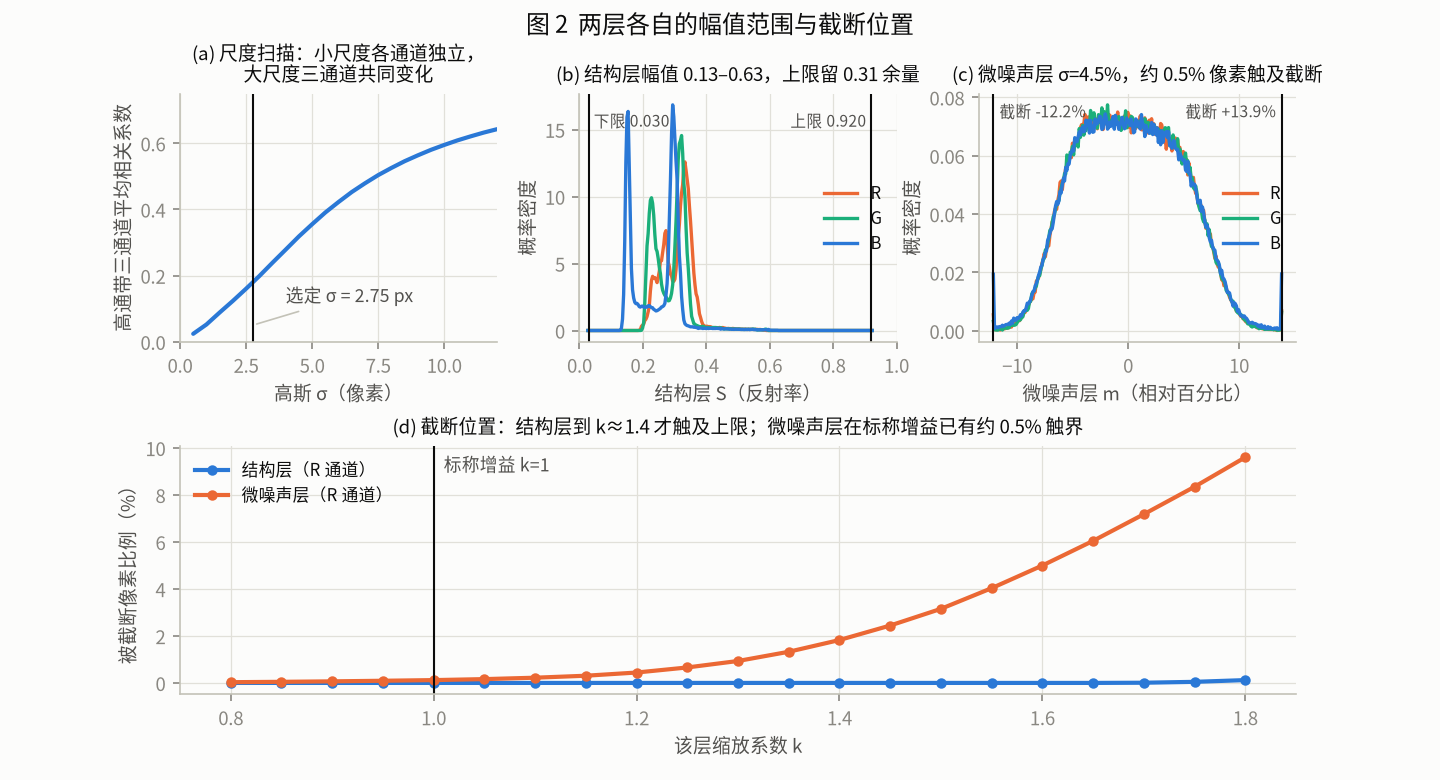 图 2 两层各自的幅值范围与截断位置
(a) 尺度扫描：小尺度各通道独立，
大尺度三通道共同变化
高通带三通道平均相关系数
0.6
0.4
0.2
0.0
选定 σ = 2.75 px
0.0 2.5 5.0 7.5 10.0
高斯 σ（像素）
(b) 结构层幅值 0.13–0.63，上限留 0.31 余量
概率密度
15
10
5
0
下限 0.030
上限 0.920
R
G
B
0.0 0.2 0.4 0.6 0.8 1.0
结构层 S（反射率）
(c) 微噪声层 σ=4.5%，约 0.5% 像素触及截断
概率密度
0.08
0.06
0.04
0.02
0.00
截断 -12.2%
截断 +13.9%
R
G
B
−10 0 10
微噪声层 m（相对百分比）
(d) 截断位置：结构层到 k≈1.4 才触及上限；微噪声层在标称增益已有约 0.5% 触界
被截断像素比例（%）
10
8
6
4
2
0
结构层（R 通道）
微噪声层（R 通道）
标称增益 k=1
0.8 1.0 1.2 1.4 1.6 1.8
该层缩放系数 k